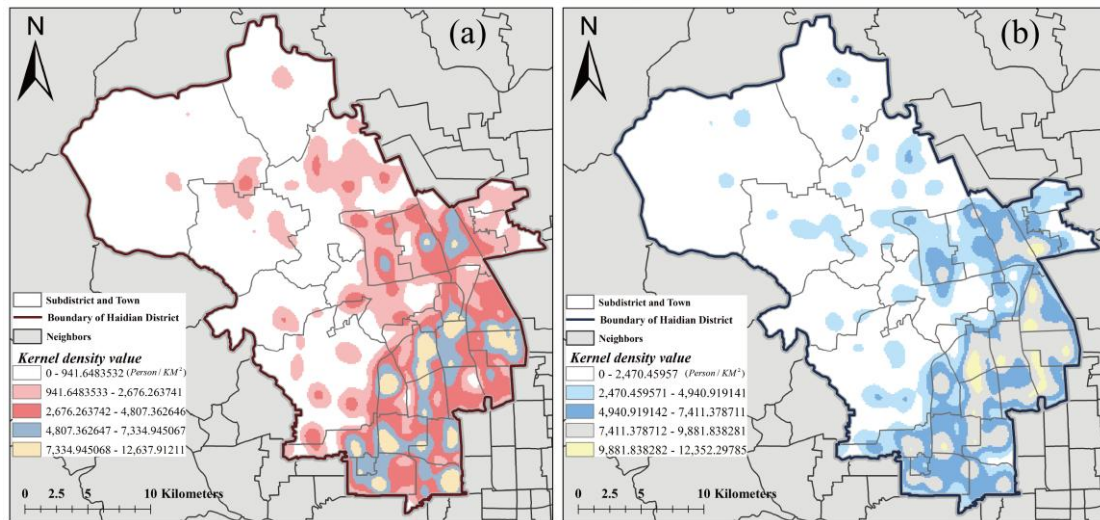 N
(a)
Subdistrict and Town
Boundary of Haidian District
Neighbors
Kernel density value
0 - 941.6483532 (Person / KM²)
941.6483533 - 2,676.263741
2,676.263742 - 4,807.362646
4,807.362647 - 7,334.945067
7,334.945068 - 12,637.91211
0 2.5 5 10 Kilometers
N
(b)
Subdistrict and Town
Boundary of Haidian District
Neighbors
Kernel density value
0 - 2,470.45957 (Person / KM²)
2,470.459571 - 4,940.919141
4,940.919142 - 7,411.378711
7,411.378712 - 9,881.838281
9,881.838282 - 12,352.29785
0 2.5 5 10 Kilometers